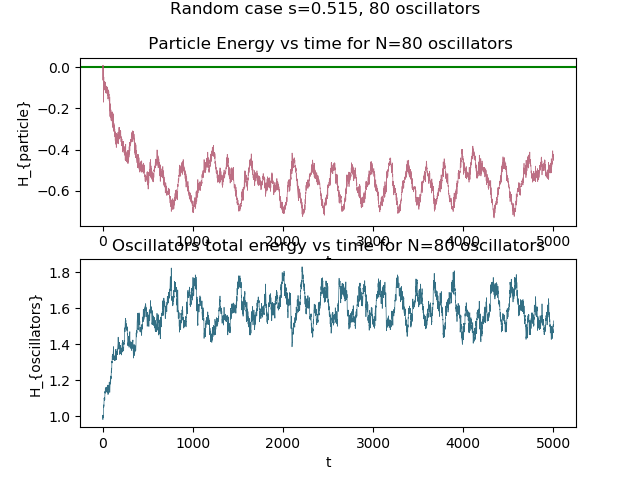 Random case s=0.515, 80 oscillators
Particle Energy vs time for N=80 oscillators
H_{particle}
0.0
−0.2
−0.4
−0.6
0 1000 2000 3000 4000 5000
t
Oscillators total energy vs time for N=80 oscillators
H_{oscillators}
1.8
1.6
1.4
1.2
1.0
0 1000 2000 3000 4000 5000
t